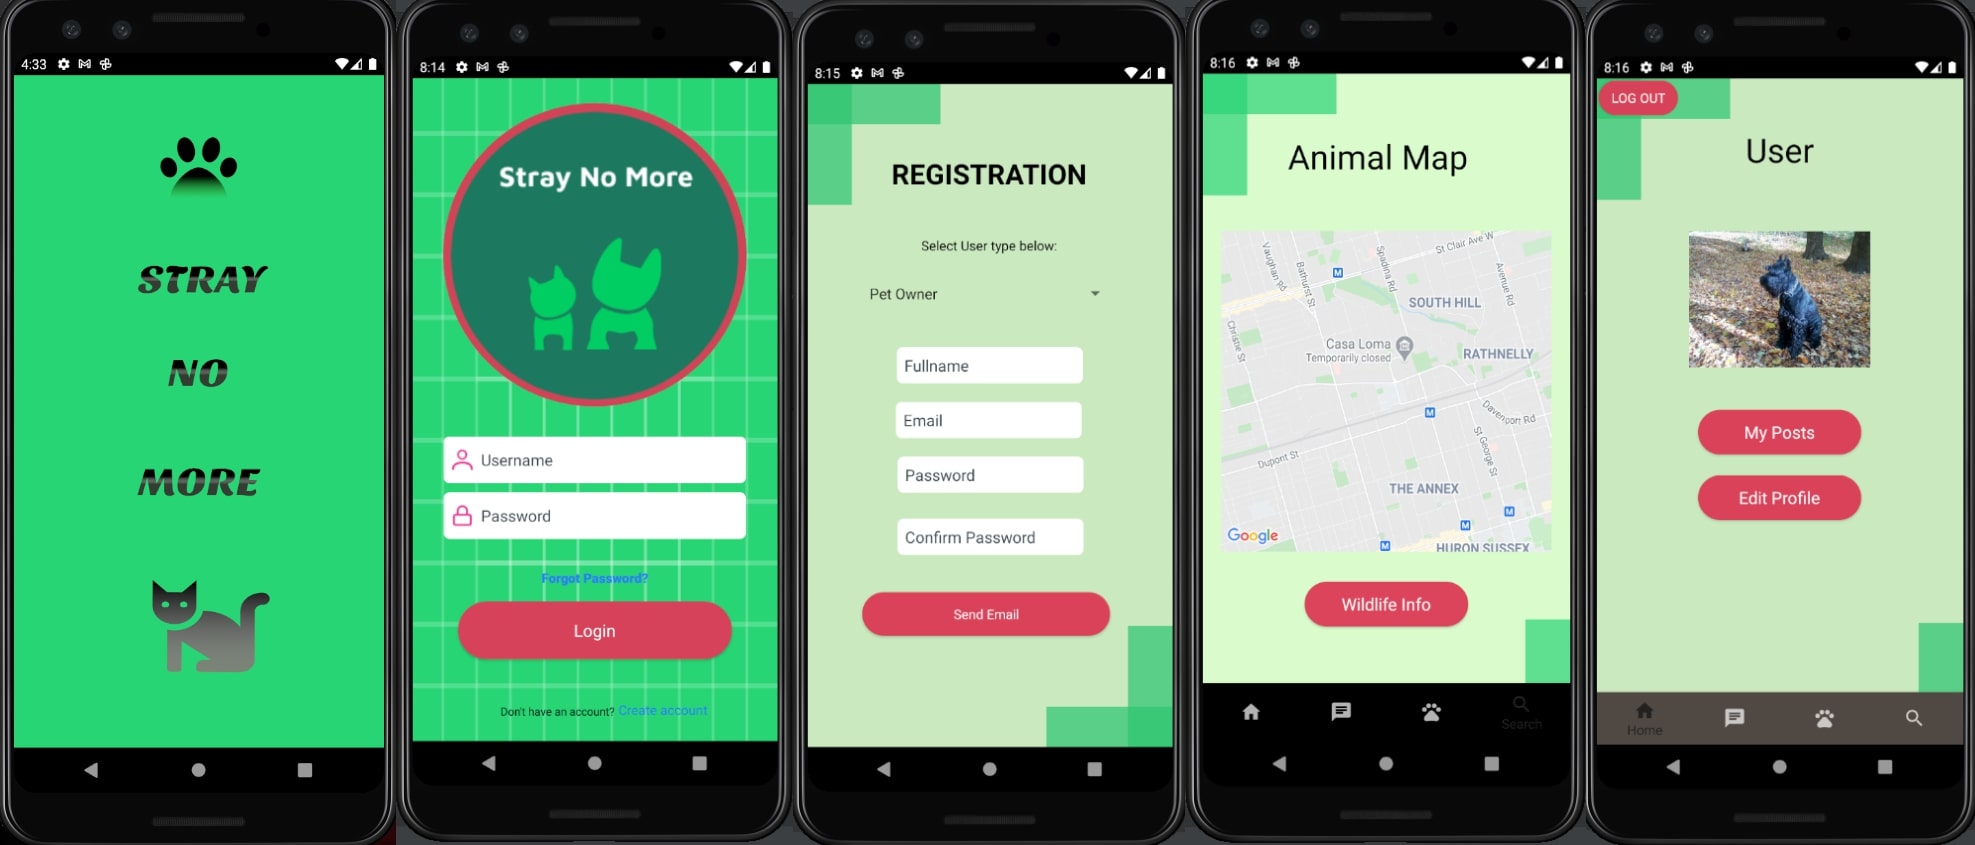 4:33
STRAY
NO
MORE
8:14
Stray No More
Username
Password
Forgot Password?
Login
Don't have an account? Create account
8:15
REGISTRATION
Select User type below:
Pet Owner
Fullname
Email
Password
Confirm Password
Send Email
8:16
Animal Map
St Clair Ave W
Vaughan Rd
Bathurst St
Spadina Rd
Avenue Rd
M
SOUTH HILL
Christie St
Casa Loma
Temporarily closed
RATHNELLY
M
Davenport Rd
St George St
Dupont St
THE ANNEX
M
M
Google
M
HURON SUSSEX
Wildlife Info
Search
8:16
LOG OUT
User
My Posts
Edit Profile
Home